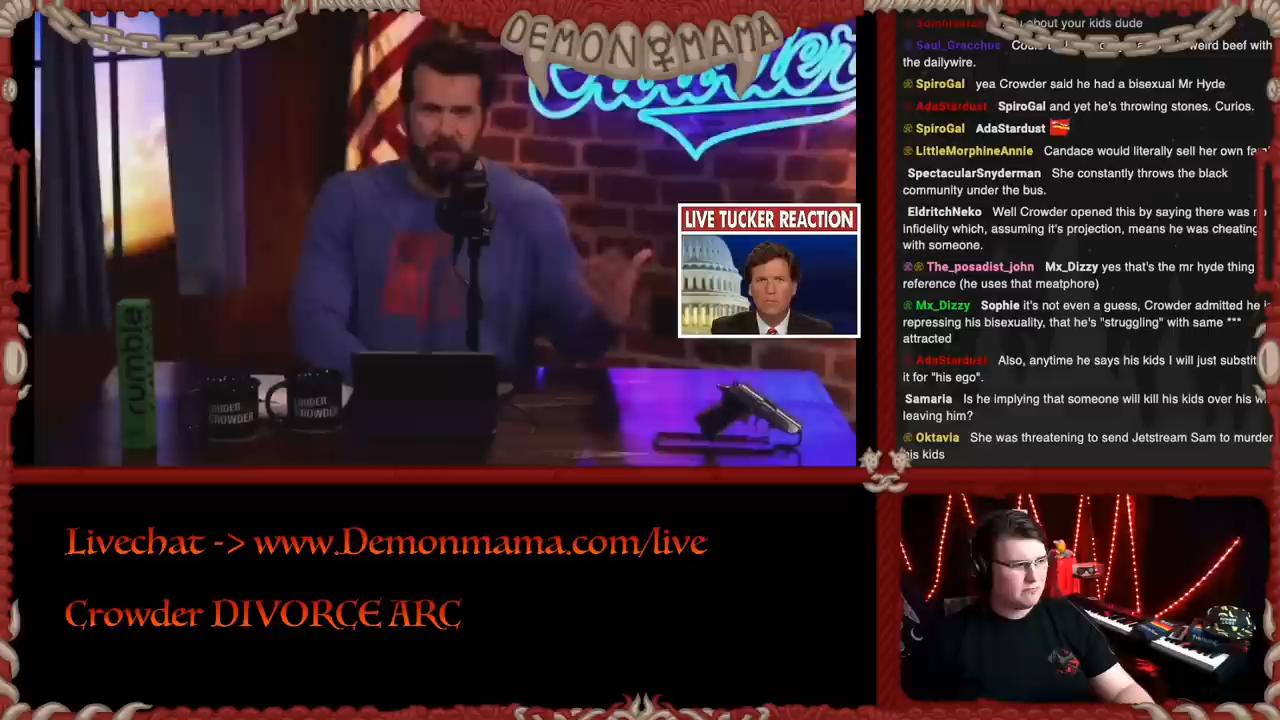 DEMON MAMA
LIVE TUCKER REACTION
rumble
LOUDER
CROWDER
LOUDER
CROWDER
about your kids dude
Saul_Gracchus weird beef with
the dailywire.
SpiroGal yea Crowder said he had a bisexual Mr Hyde
AdaStardust SpiroGal and yet he's throwing stones. Curios.
SpiroGal AdaStardust
LittleMorphineAnnie Candace would literally sell her own
SpectacularSnyderman She constantly throws the black
community under the bus.
EldritchNeko Well Crowder opened this by saying there was
infidelity which, assuming it's projection, means he was cheating
with someone.
The_posadist_john Mx_Dizzy yes that's the mr hyde thing
reference (he uses that meatphore)
Mx_Dizzy Sophie it's not even a guess, Crowder admitted he is
repressing his bisexuality, that he's "struggling" with same ***
attracted
AdaStardust Also, anytime he says his kids I will just substit
it for "his ego".
Samaria Is he implying that someone will kill his kids over his
leaving him?
Oktavia She was threatening to send Jetstream Sam to murder
his kids
Livechat -> www.Demonmama.com/live
Crowder DIVORCE ARC